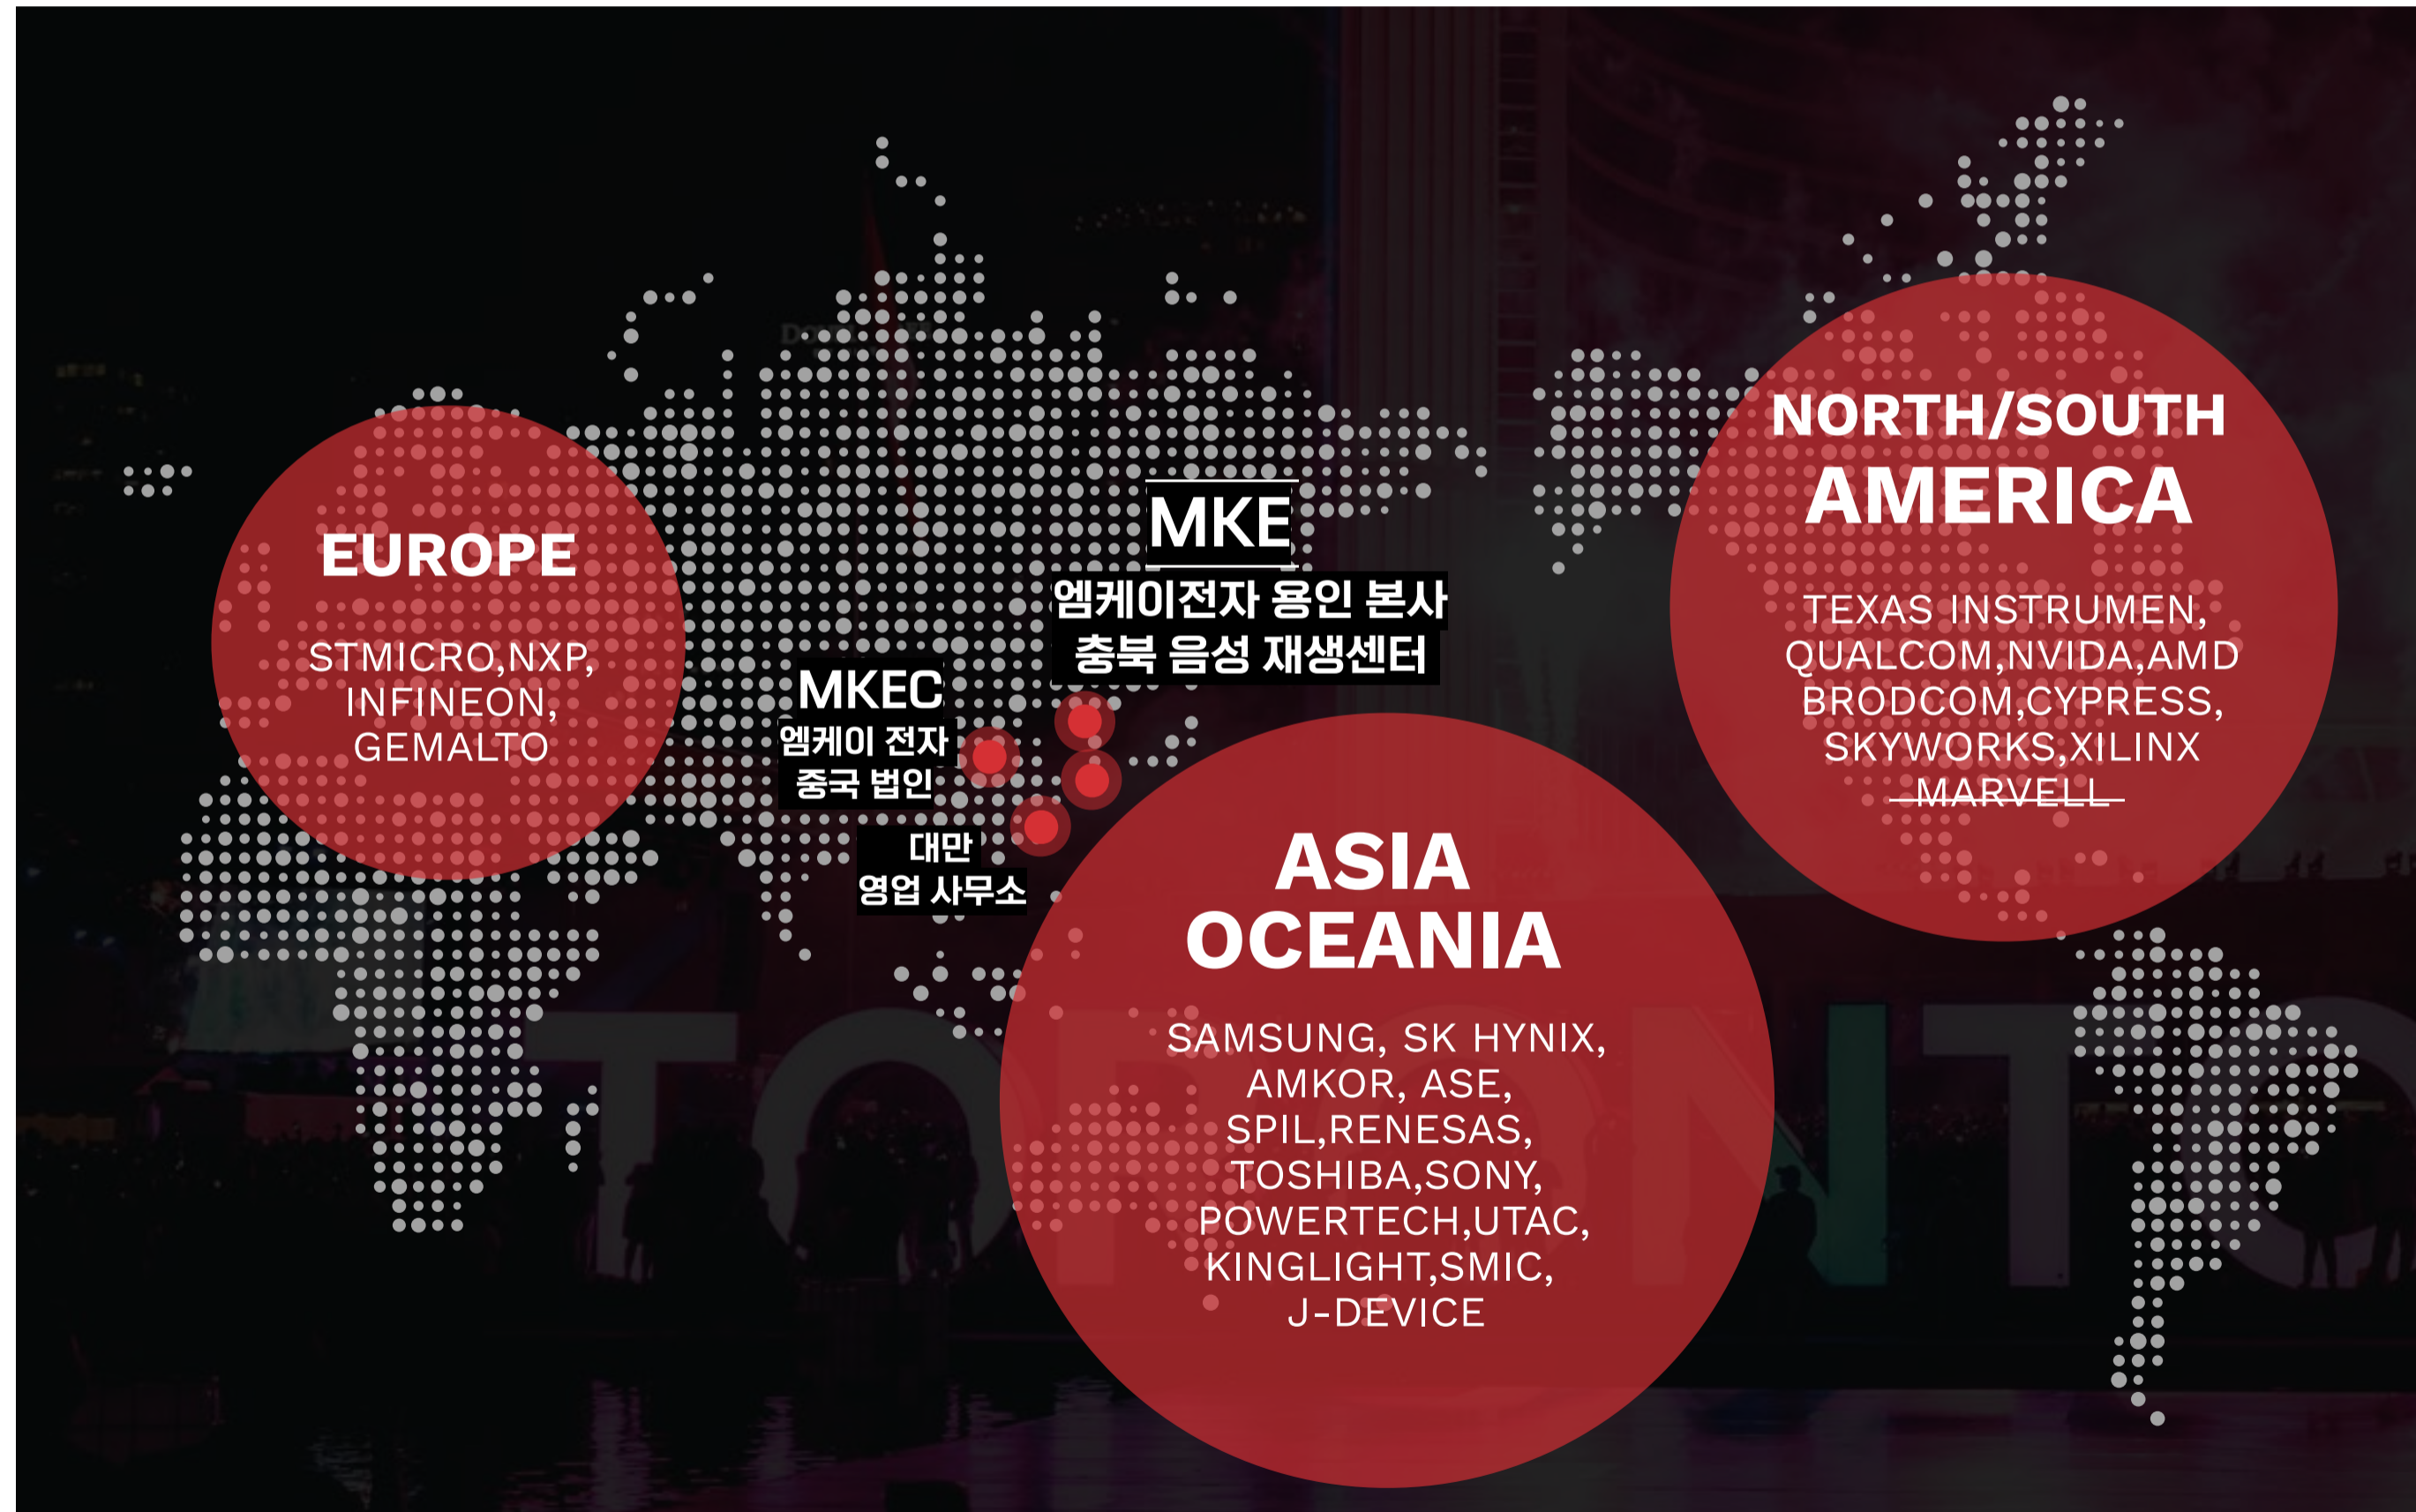 EUROPE
STMICRO,NXP,
INFINEON,
GEMALTO
MKE
엠케이전자 용인 본사
충북 음성 재생센터
MKEC
엠케이 전자
중국 법인
대만
영업 사무소
NORTH/SOUTH
AMERICA
TEXAS INSTRUMEN,
QUALCOM,NVIDA,AMD
BRODCOM,CYPRESS,
SKYWORKS,XILINX
MARVELL
ASIA
OCEANIA
SAMSUNG, SK HYNIX,
AMKOR, ASE,
SPIL,RENESAS,
TOSHIBA,SONY,
POWERTECH,UTAC,
KINGLIGHT,SMIC,
J-DEVICE
TORONTO